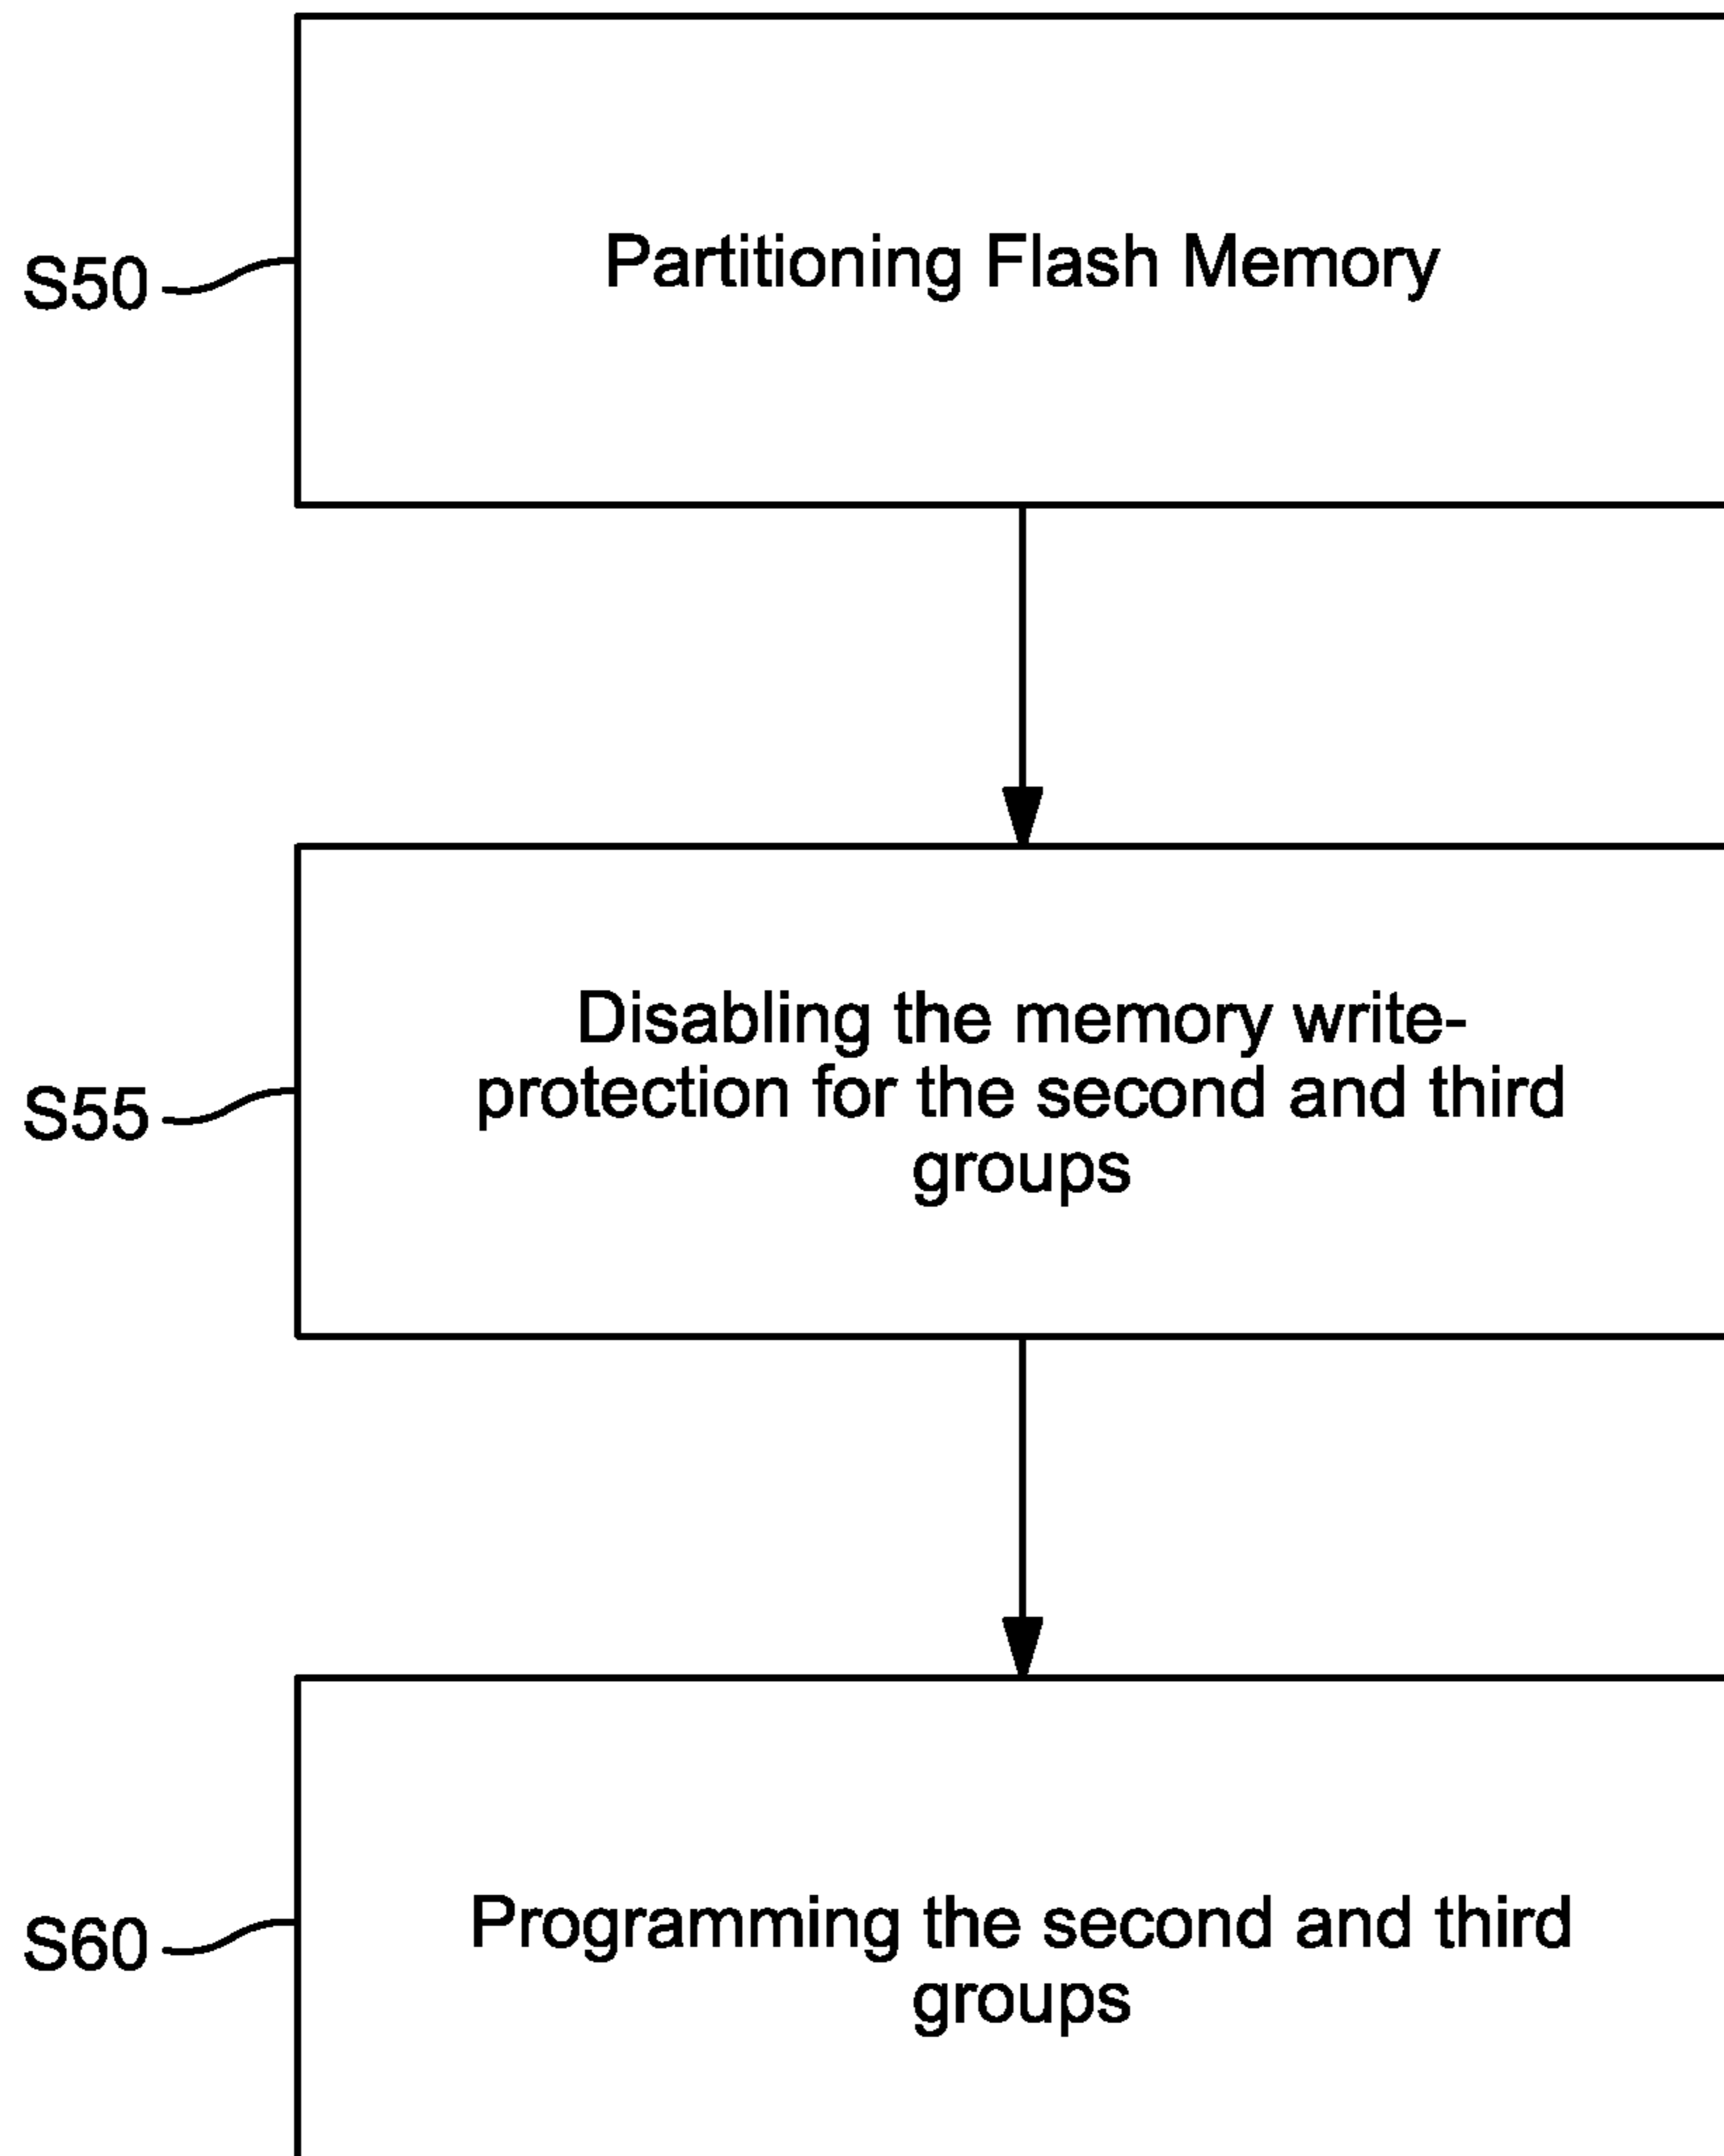 S50
Partitioning Flash Memory
S55
Disabling the memory write-
protection for the second and third
groups
S60
Programming the second and third
groups